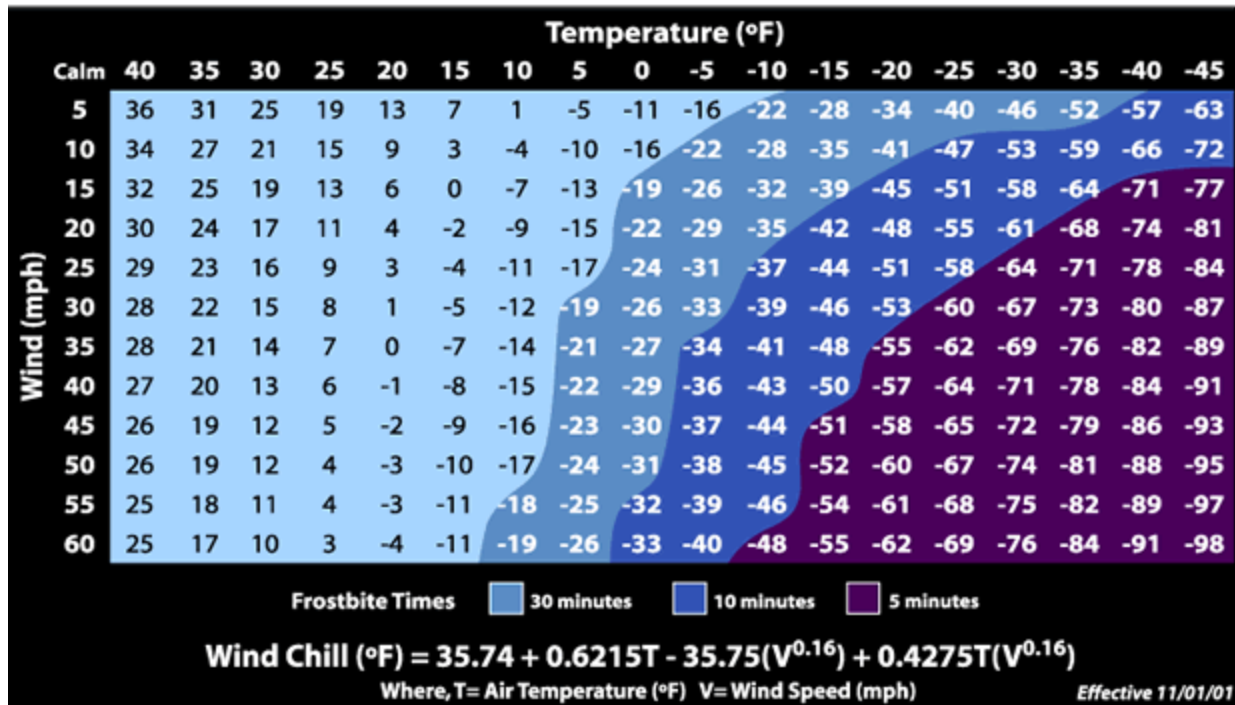 Temperature (ºF)
Calm 40 35 30 25 20 15 10 5 0 -5 -10 -15 -20 -25 -30 -35 -40 -45
5 36 31 25 19 13 7 1 -5 -11 -16 -22 -28 -34 -40 -46 -52 -57 -63
10 34 27 21 15 9 3 -4 -10 -16 -22 -28 -35 -41 -47 -53 -59 -66 -72
15 32 25 19 13 6 0 -7 -13 -19 -26 -32 -39 -45 -51 -58 -64 -71 -77
20 30 24 17 11 4 -2 -9 -15 -22 -29 -35 -42 -48 -55 -61 -68 -74 -81
25 29 23 16 9 3 -4 -11 -17 -24 -31 -37 -44 -51 -58 -64 -71 -78 -84
30 28 22 15 8 1 -5 -12 -19 -26 -33 -39 -46 -53 -60 -67 -73 -80 -87
35 28 21 14 7 0 -7 -14 -21 -27 -34 -41 -48 -55 -62 -69 -76 -82 -89
40 27 20 13 6 -1 -8 -15 -22 -29 -36 -43 -50 -57 -64 -71 -78 -84 -91
45 26 19 12 5 -2 -9 -16 -23 -30 -37 -44 -51 -58 -65 -72 -79 -86 -93
50 26 19 12 4 -3 -10 -17 -24 -31 -38 -45 -52 -60 -67 -74 -81 -88 -95
55 25 18 11 4 -3 -11 -18 -25 -32 -39 -46 -54 -61 -68 -75 -82 -89 -97
60 25 17 10 3 -4 -11 -19 -26 -33 -40 -48 -55 -62 -69 -76 -84 -91 -98
Wind (mph)
Frostbite Times 30 minutes 10 minutes 5 minutes
Wind Chill (ºF) = 35.74 + 0.6215T - 35.75(V0.16) + 0.4275T(V0.16)
Where, T= Air Temperature (ºF) V= Wind Speed (mph)
Effective 11/01/01